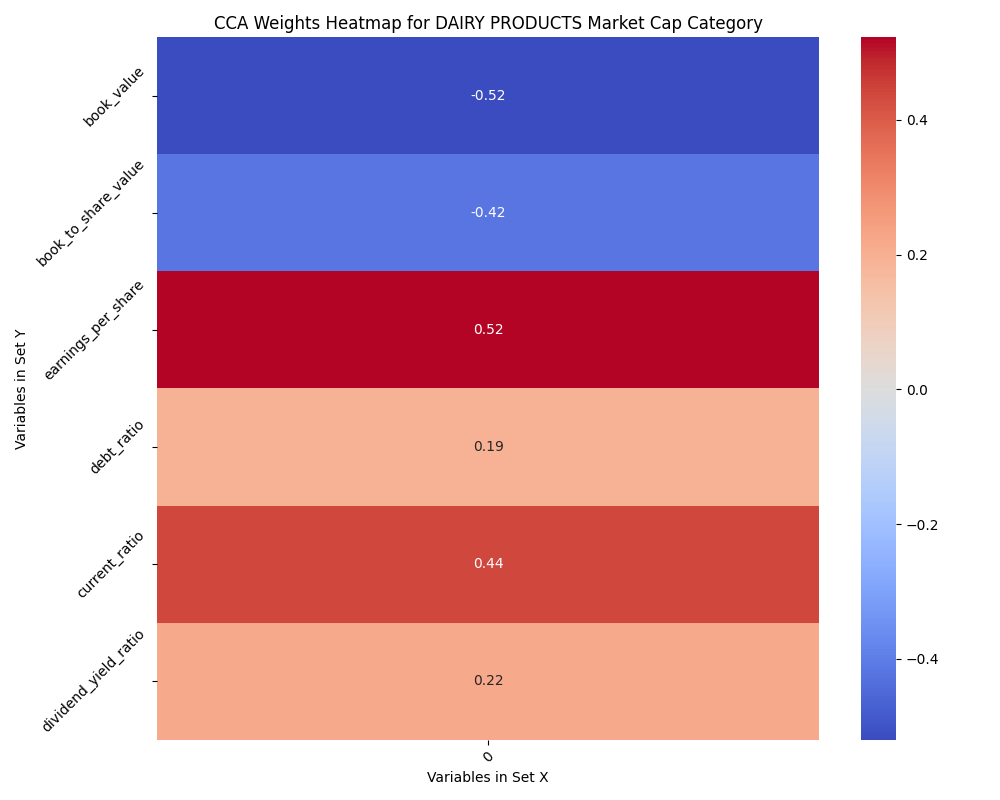 CCA Weights Heatmap for DAIRY PRODUCTS Market Cap Category
Variables in Set Y
book_value
-0.52
book_to_share_value
-0.42
earnings_per_share
0.52
debt_ratio
0.19
current_ratio
0.44
dividend_yield_ratio
0.22
0
Variables in Set X
0.4
0.2
0.0
−0.2
−0.4